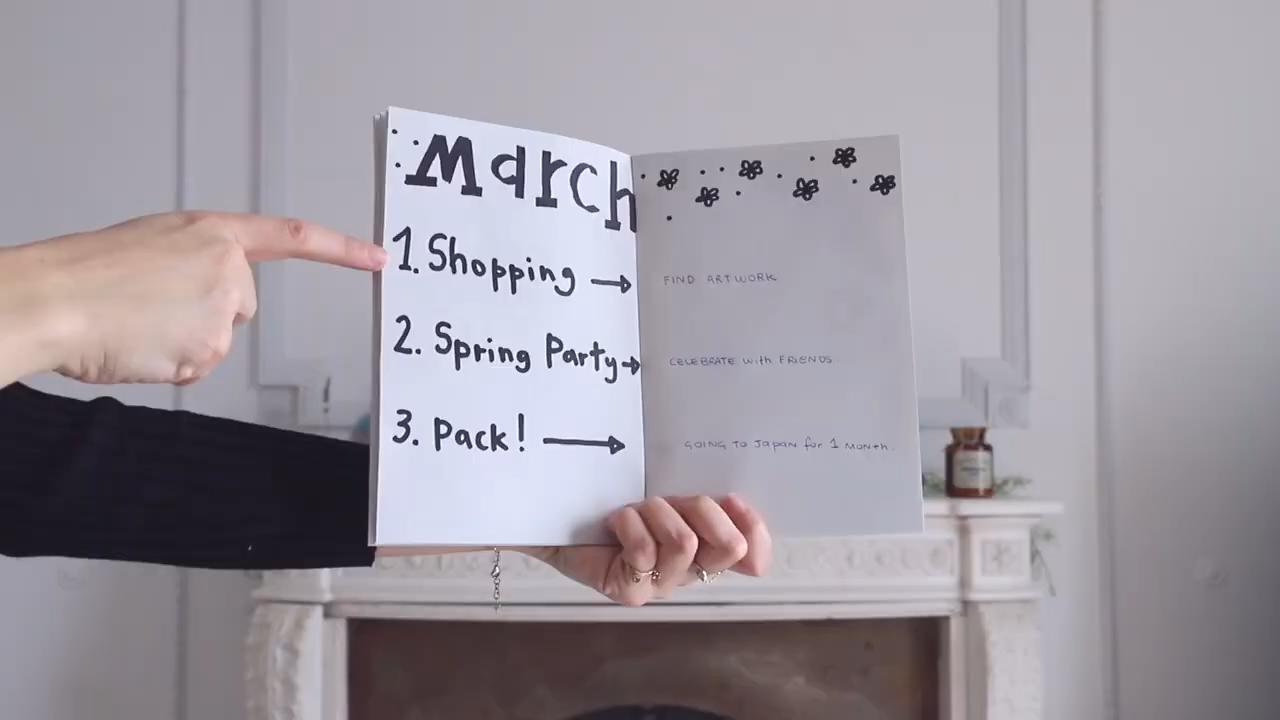 March
1. Shopping → FIND ARTWORK
2. Spring Party → CELEBRATE with FRIENDS
3. Pack! → GOING TO Japan for 1 MONTH.